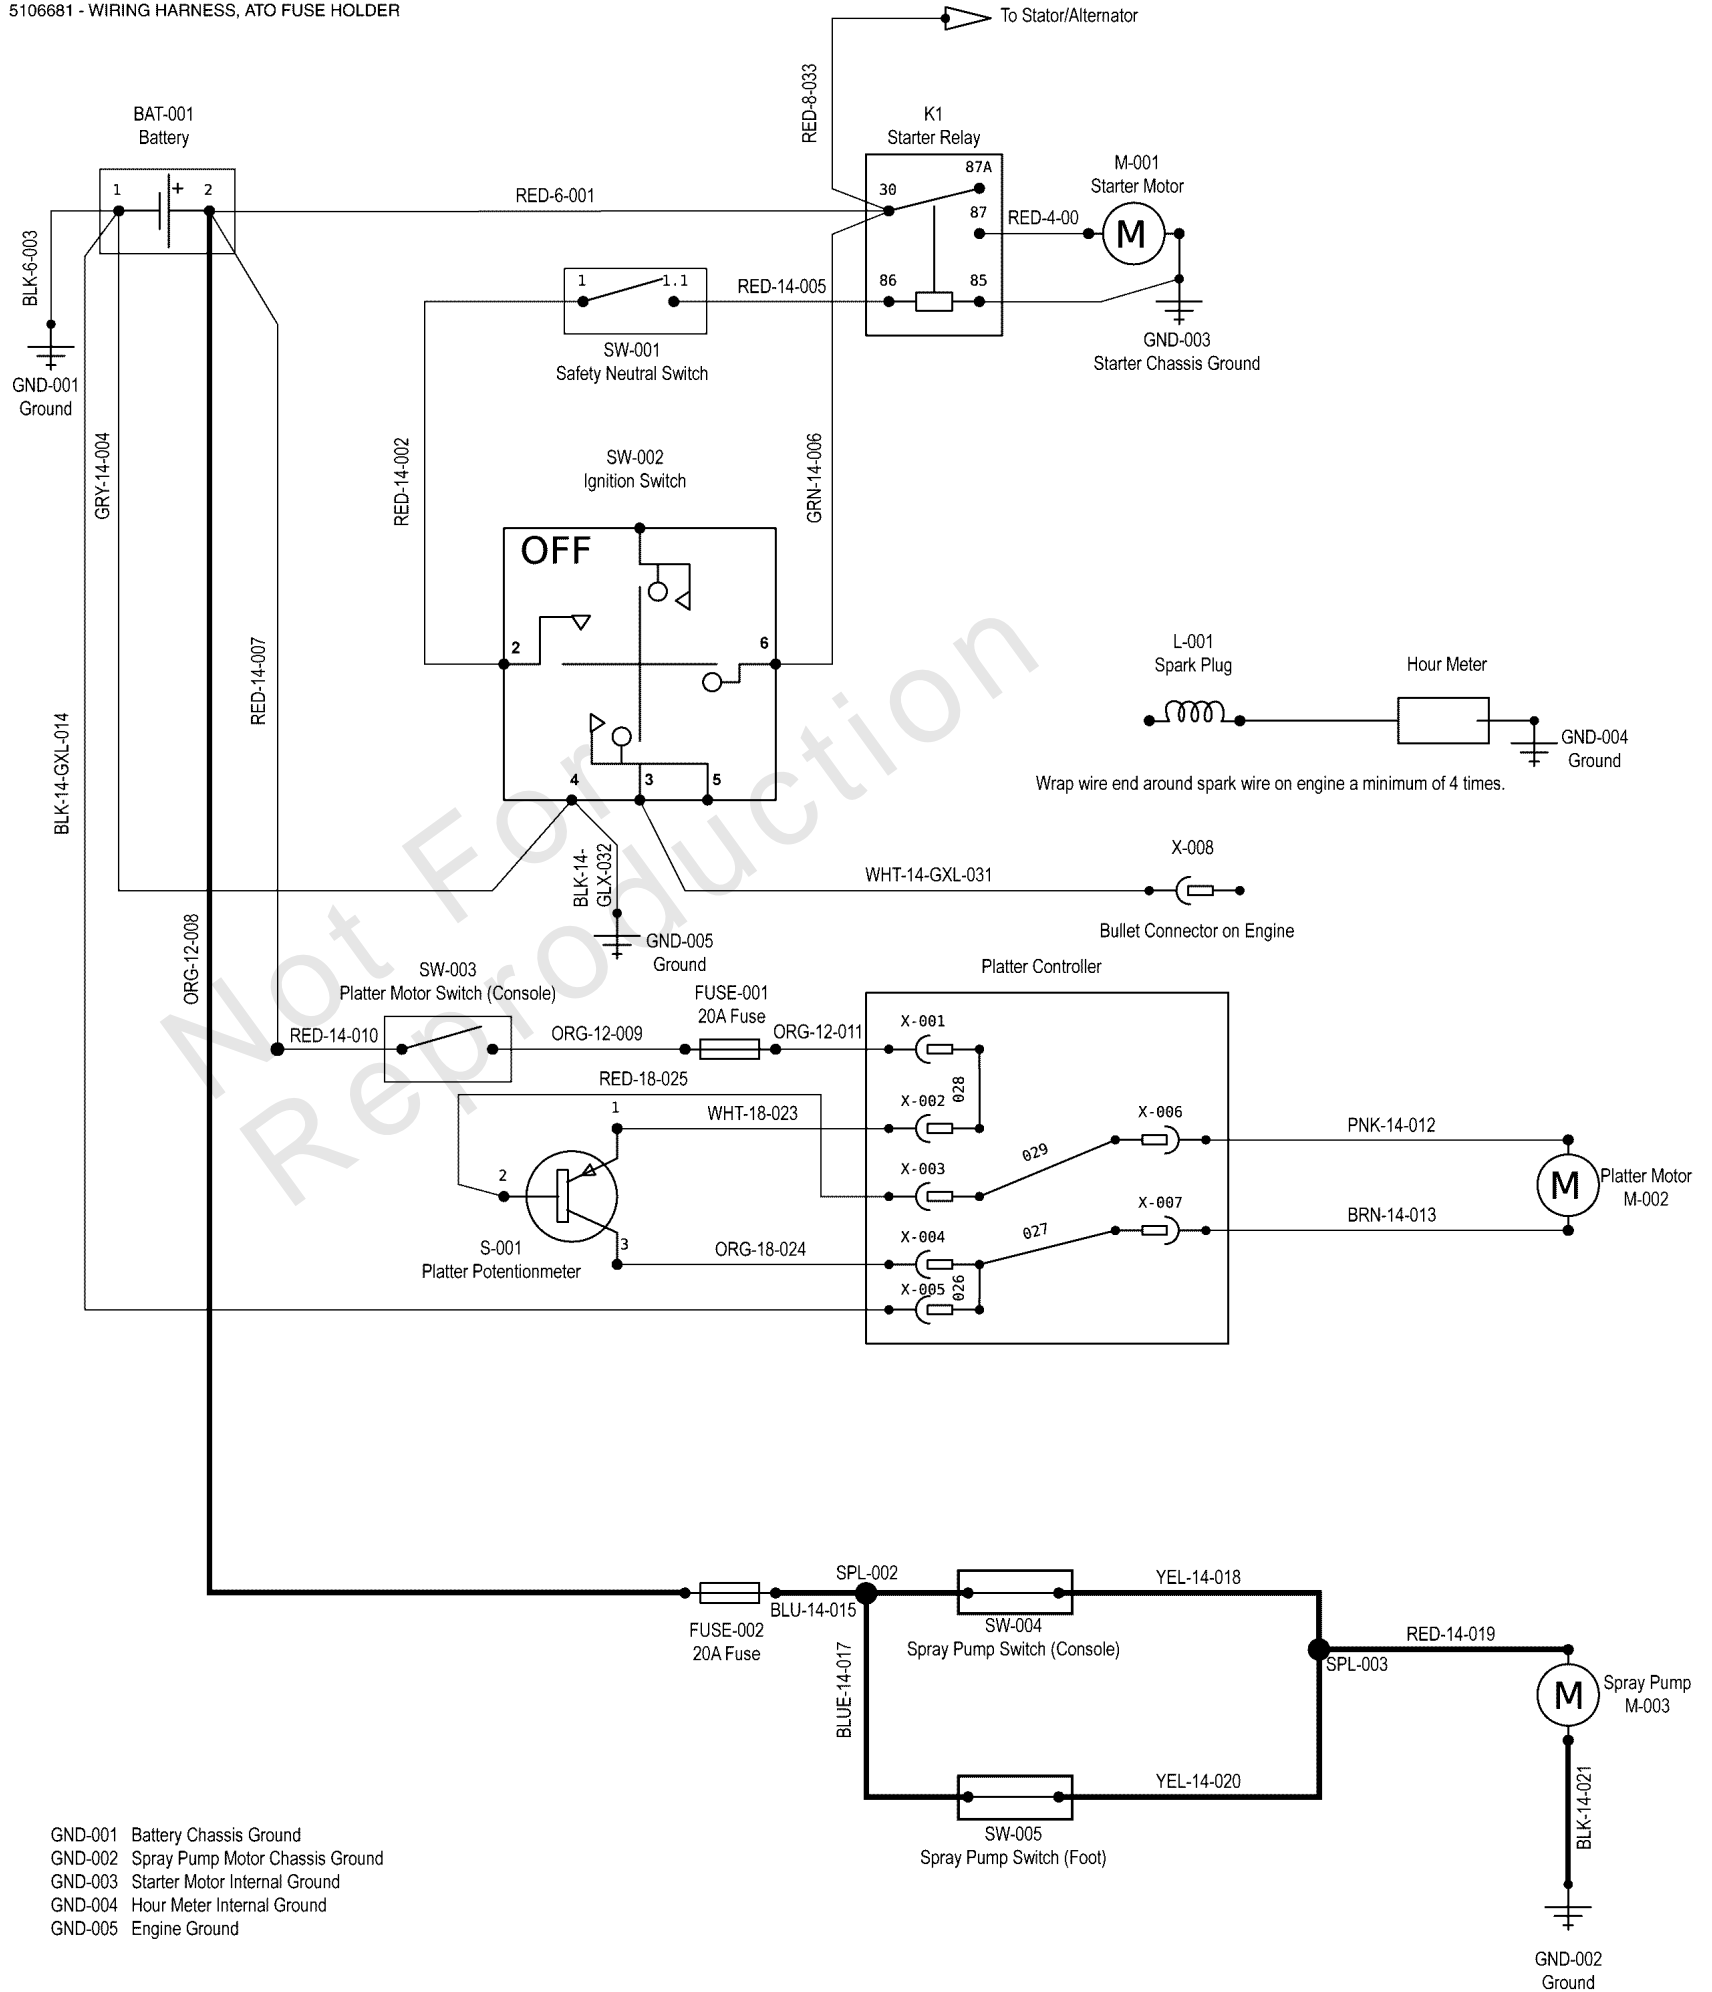 5106681 - WIRING HARNESS, ATO FUSE HOLDER
To Stator/Alternator
RED-8-033
BAT-001
Battery
1
+
2
K1
Starter Relay
87A
30
87
86
85
M-001
Starter Motor
M
RED-6-001
RED-4-00
BLK-6-003
1
1.1
RED-14-005
SW-001
Safety Neutral Switch
GND-003
Starter Chassis Ground
GND-001
Ground
GRY-14-004
RED-14-002
GRN-14-006
SW-002
Ignition Switch
OFF
2
6
4
3
5
RED-14-007
BLK-14-GXL-014
L-001
Spark Plug
Hour Meter
GND-004
Ground
Wrap wire end around spark wire on engine a minimum of 4 times.
BLK-14-
GLX-032
GND-005
Ground
WHT-14-GXL-031
X-008
Bullet Connector on Engine
ORG-12-008
SW-003
Platter Motor Switch (Console)
FUSE-001
20A Fuse
Platter Controller
RED-14-010
ORG-12-009
ORG-12-011
X-001
028
RED-18-025
1
WHT-18-023
X-002
X-006
PNK-14-012
X-003
029
2
M
Platter Motor
M-002
X-007
BRN-14-013
3
S-001
Platter Potentionmeter
ORG-18-024
X-004
027
X-005
026
Not For
Reproduction
SPL-002
YEL-14-018
BLU-14-015
FUSE-002
20A Fuse
SW-004
Spray Pump Switch (Console)
RED-14-019
SPL-003
BLUE-14-017
M
Spray Pump
M-003
YEL-14-020
SW-005
Spray Pump Switch (Foot)
BLK-14-021
GND-001 Battery Chassis Ground
GND-002 Spray Pump Motor Chassis Ground
GND-003 Starter Motor Internal Ground
GND-004 Hour Meter Internal Ground
GND-005 Engine Ground
GND-002
Ground